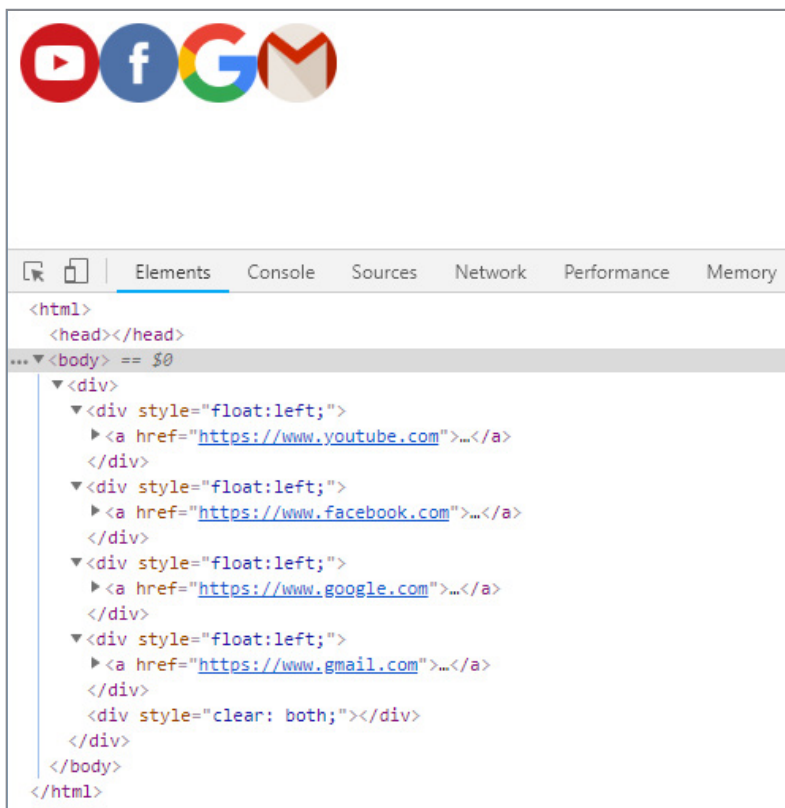 f G M
Elements Console Sources Network Performance Memory
<html>
<head></head>
...▼<body> == $0
▼<div>
▼<div style="float:left;">
▶<a href="https://www.youtube.com">…</a>
</div>
▼<div style="float:left;">
▶<a href="https://www.facebook.com">…</a>
</div>
▼<div style="float:left;">
▶<a href="https://www.google.com">…</a>
</div>
▼<div style="float:left;">
▶<a href="https://www.gmail.com">…</a>
</div>
<div style="clear: both;"></div>
</div>
</body>
</html>